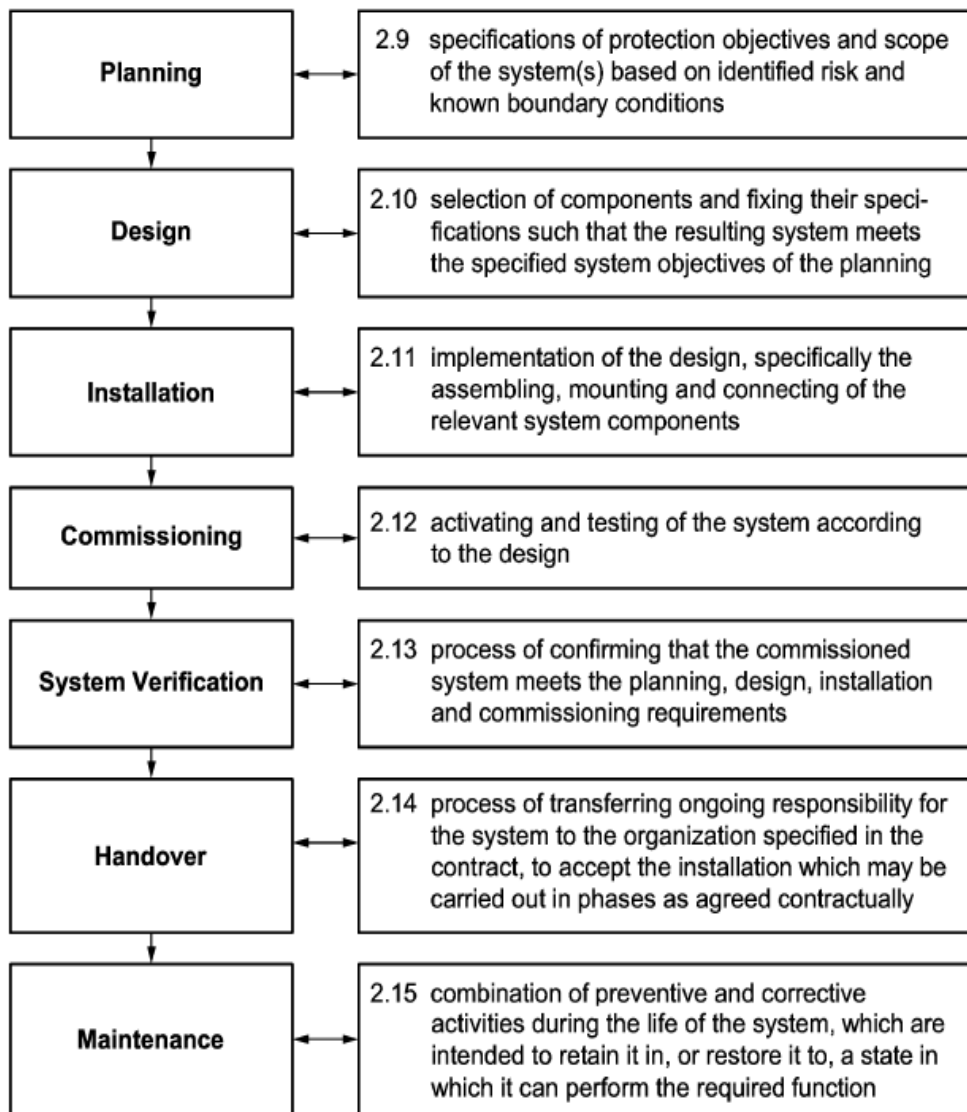 Planning
2.9 specifications of protection objectives and scope
of the system(s) based on identified risk and
known boundary conditions
Design
2.10 selection of components and fixing their speci-
fications such that the resulting system meets
the specified system objectives of the planning
Installation
2.11 implementation of the design, specifically the
assembling, mounting and connecting of the
relevant system components
Commissioning
2.12 activating and testing of the system according
to the design
System Verification
2.13 process of confirming that the commissioned
system meets the planning, design, installation
and commissioning requirements
Handover
2.14 process of transferring ongoing responsibility for
the system to the organization specified in the
contract, to accept the installation which may be
carried out in phases as agreed contractually
Maintenance
2.15 combination of preventive and corrective
activities during the life of the system, which are
intended to retain it in, or restore it to, a state in
which it can perform the required function